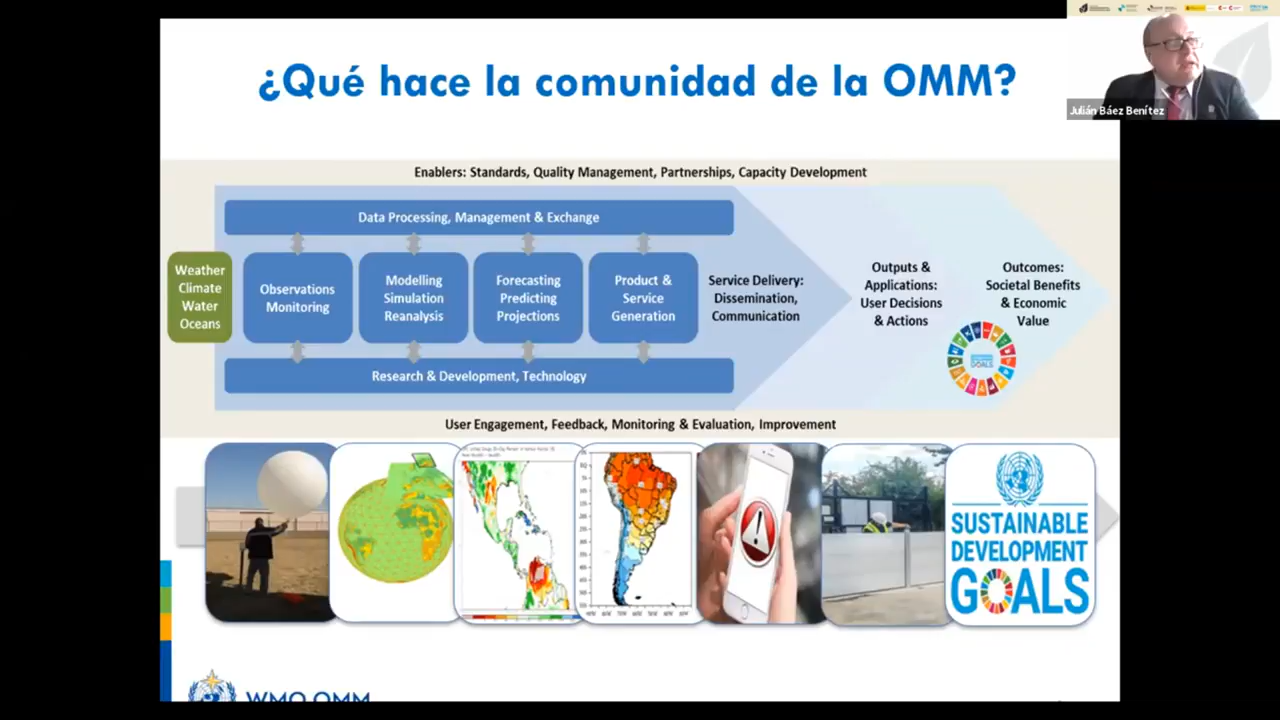 ¿Qué hace la comunidad de la OMM?
Julián Báez Benítez
Enablers: Standards, Quality Management, Partnerships, Capacity Development
Data Processing, Management & Exchange
Weather
Climate
Water
Oceans
Observations
Monitoring
Modelling
Simulation
Reanalysis
Forecasting
Predicting
Projections
Product &
Service
Generation
Service Delivery:
Dissemination,
Communication
Outputs &
Applications:
User Decisions
& Actions
Outcomes:
Societal Benefits
& Economic
Value
GOALS
Research & Development, Technology
User Engagement, Feedback, Monitoring & Evaluation, Improvement
SUSTAINABLE
DEVELOPMENT
GOALS
WMO OMM